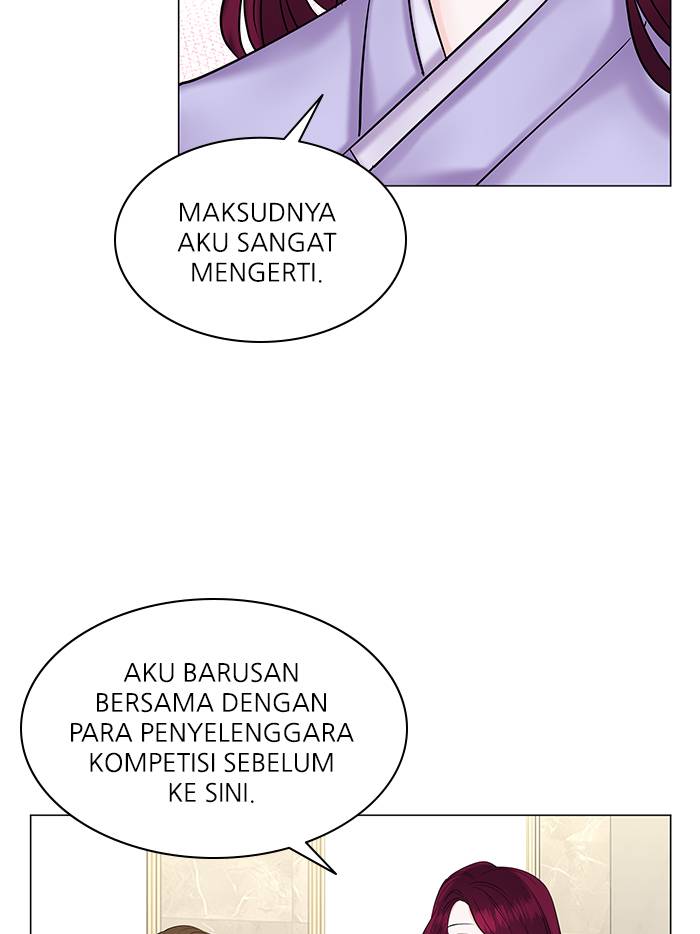 MAKSUDNYA
AKU SANGAT
MENGERTI.
AKU BARUSAN
BERSAMA DENGAN
PARA PENYELENGGARA
KOMPETISI SEBELUM
KE SINI.